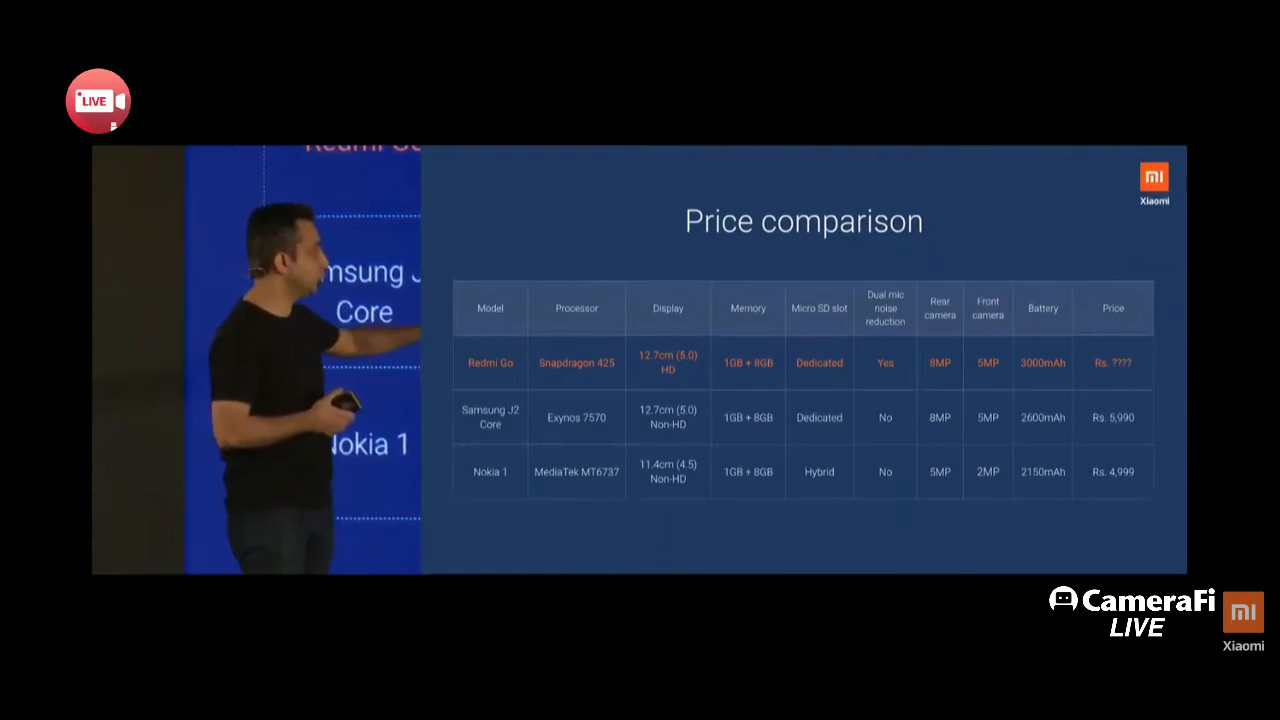 LIVE
Redmi Go
msung J
Core
Nokia 1
Xiaomi
Price comparison
Model Processor Display Memory Micro SD slot Dual mic noise reduction Rear camera Front camera Battery Price
Redmi Go Snapdragon 425 12.7cm (5.0) HD 1GB + 8GB Dedicated Yes 8MP 5MP 3000mAh Rs. ????
Samsung J2 Core Exynos 7570 12.7cm (5.0) Non-HD 1GB + 8GB Dedicated No 8MP 5MP 2600mAh Rs. 5,990
Nokia 1 MediaTek MT6737 11.4cm (4.5) Non-HD 1GB + 8GB Hybrid No 5MP 2MP 2150mAh Rs. 4,999
CameraFi
LIVE
Xiaomi